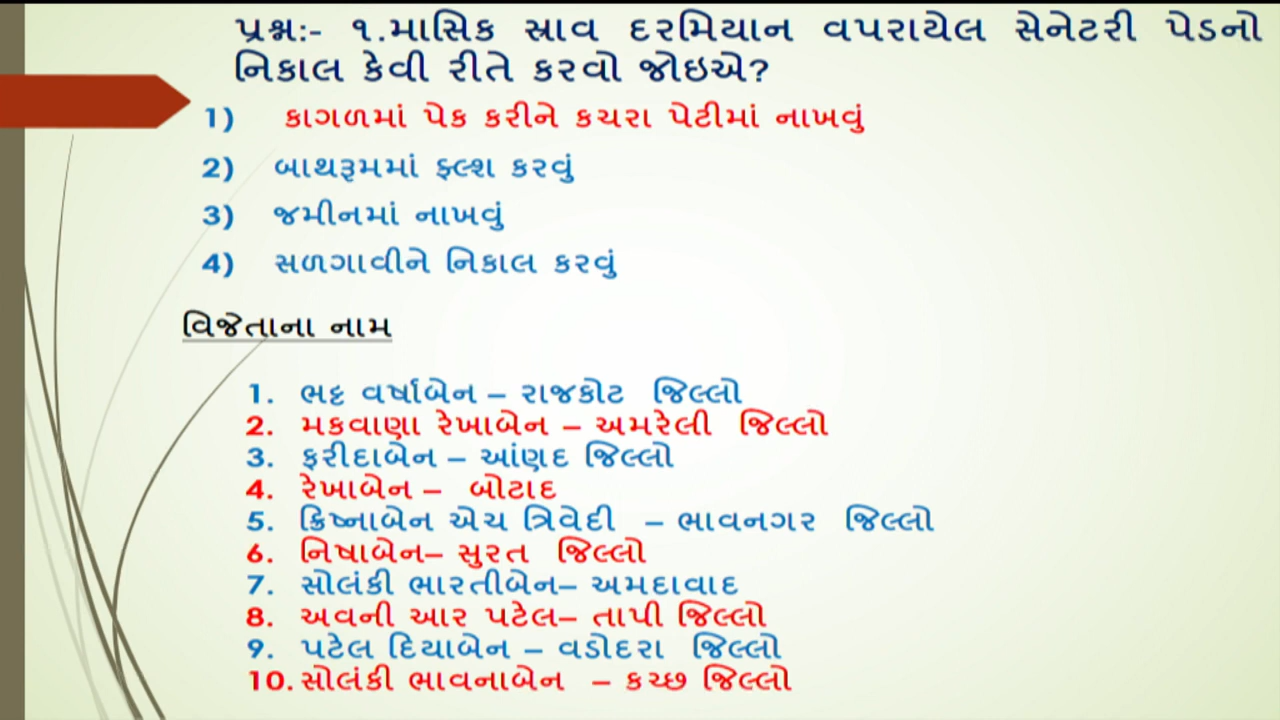 પ્રશ્ન:- ૧.માસિક સ્રાવ દરમિયાન વપરાયેલ સેનેટરી પેડનો
નિકાલ કેવી રીતે કરવો જોઇએ?
1) કાગળમાં પેક કરીને કચરા પેટીમાં નાખવું
2) બાથરૂમમાં ફ્લ્શ કરવું
3) જમીનમાં નાખવું
4) સળગાવીને નિકાલ કરવું
વિજેતાના નામ
1. ભટ્ટ વર્ષાબેન – રાજકોટ જિલ્લો
2. મકવાણા રેખાબેન – અમરેલી જિલ્લો
3. ફરીદાબેન – આંણદ જિલ્લો
4. રેખાબેન – બોટાદ
5. ક્રિષ્નાબેન એચ ત્રિવેદી – ભાવનગર જિલ્લો
6. નિષાબેન– સુરત જિલ્લો
7. સોલંકી ભારતીબેન– અમદાવાદ
8. અવની આર પટેલ– તાપી જિલ્લો
9. પટેલ દિયાબેન – વડોદરા જિલ્લો
10. સોલંકી ભાવનાબેન – કચ્છ જિલ્લો